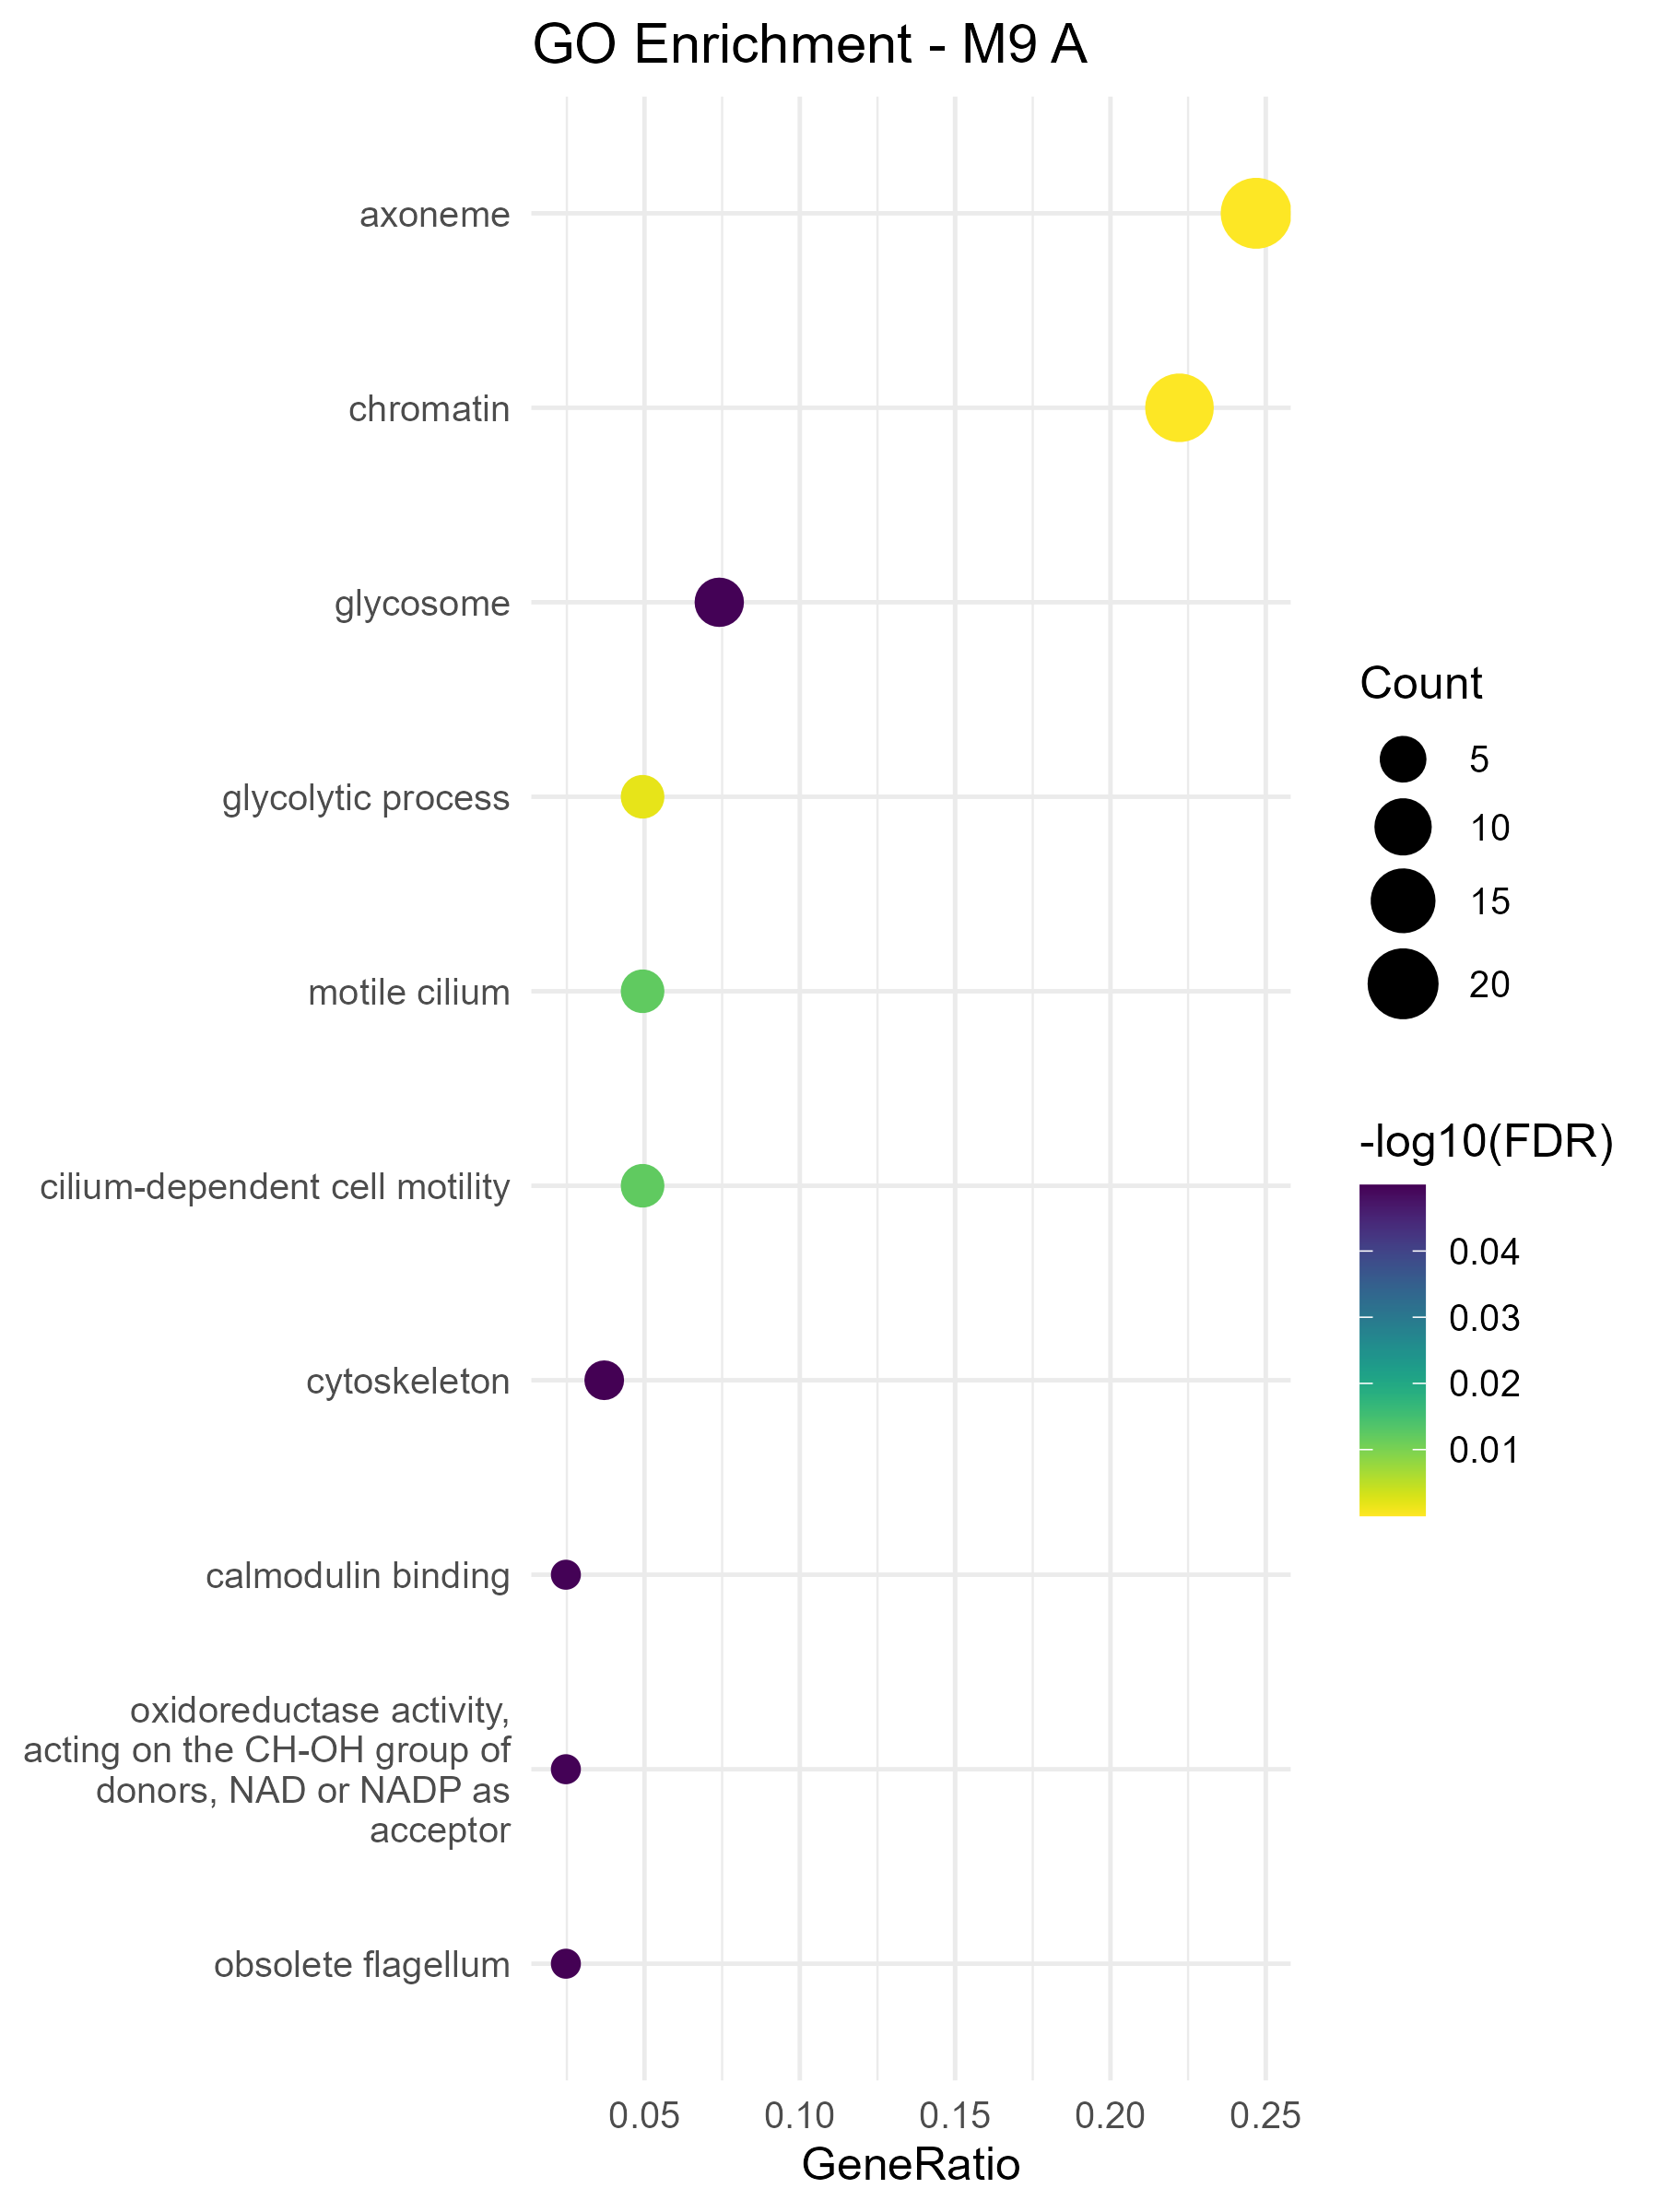 GO Enrichment - M9 A
axoneme
chromatin
glycosome
glycolytic process
motile cilium
cilium-dependent cell motility
cytoskeleton
calmodulin binding
oxidoreductase activity,
acting on the CH-OH group of
donors, NAD or NADP as
acceptor
obsolete flagellum
0.05 0.10 0.15 0.20 0.25
GeneRatio
Count
5
10
15
20
-log10(FDR)
0.04
0.03
0.02
0.01